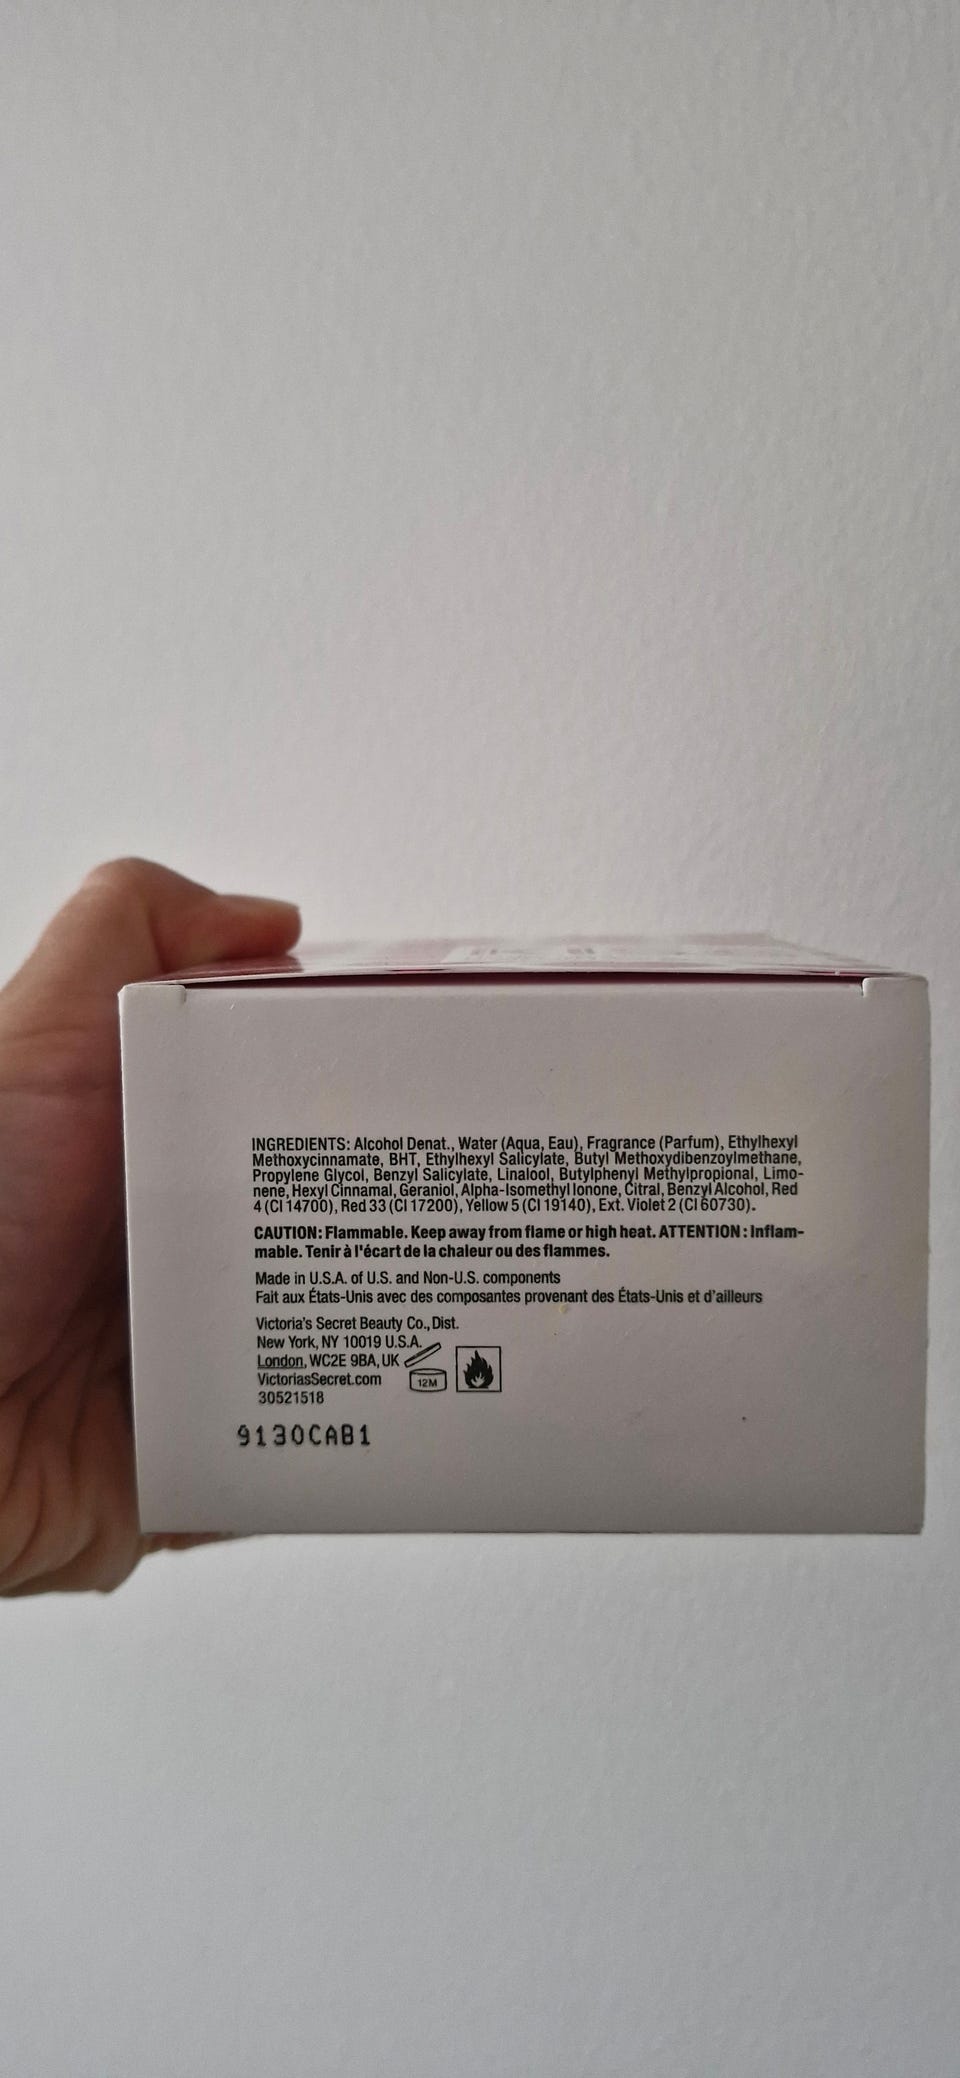 INGREDIENTS: Alcohol Denat., Water (Aqua, Eau), Fragrance (Parfum), Ethylhexyl
Methoxycinnamate, BHT, Ethylhexyl Salicylate, Butyl Methoxydibenzoylmethane,
Propylene Glycol, Benzyl Salicylate, Linalool, Butylphenyl Methylpropional, Limo-
nene, Hexyl Cinnamal, Geraniol, Alpha-Isomethyl Ionone, Citral, Benzyl Alcohol, Red
4 (CI 14700), Red 33 (CI 17200), Yellow 5 (CI 19140), Ext. Violet 2 (CI 60730).
CAUTION: Flammable. Keep away from flame or high heat. ATTENTION : Inflam-
mable. Tenir à l'écart de la chaleur ou des flammes.
Made in U.S.A. of U.S. and Non-U.S. components
Fait aux États-Unis avec des composantes provenant des États-Unis et d'ailleurs
Victoria's Secret Beauty Co., Dist.
New York, NY 10019 U.S.A.
London, WC2E 9BA, UK
VictoriasSecret.com
12M
30521518
9130CAB1